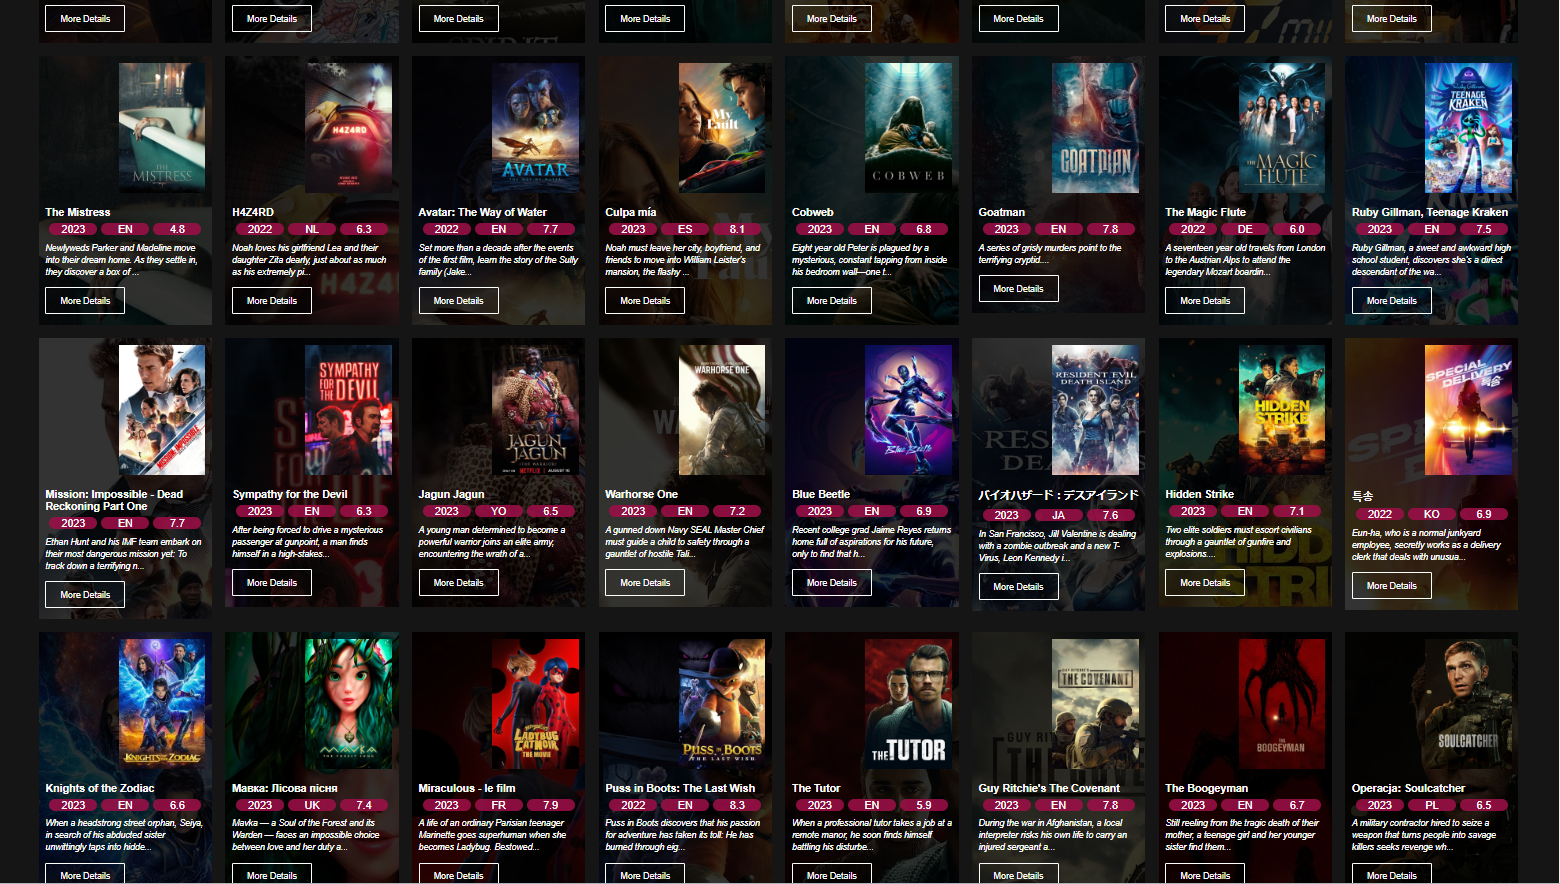 More Details
More Details
More Details
More Details
More Details
More Details
More Details
More Details
THE
MISTRESS
The Mistress
2023 EN 4.8
Newlyweds Parker and Madeline move
into their dream home. As they settle in,
they discover a box of ...
More Details
H4Z4RD
H4Z4RD
2022 NL 6.3
Noah loves his girlfriend Lea and their
daughter Zita dearly, just about as much
as his extremely pi...
More Details
AVATAR
THE WAY OF WATER
Avatar: The Way of Water
2022 EN 7.7
Set more than a decade after the events
of the first film, learn the story of the Sully
family (Jake...
More Details
My
Fault
Culpa mía
2023 ES 8.1
Noah must leave her city, boyfriend, and
friends to move into William Leister's
mansion, the flashy ...
More Details
COBWEB
Cobweb
2023 EN 6.8
Eight year old Peter is plagued by a
mysterious, constant tapping from inside
his bedroom wall—one t...
More Details
GOATMAN
Goatman
2023 EN 7.8
A series of grisly murders point to the
terrifying cryptid....
More Details
THE MAGIC
FLUTE
The Magic Flute
2022 DE 6.0
A seventeen year old travels from London
to the Austrian Alps to attend the
legendary Mozart boardin...
More Details
RUBY GILLMAN
TEENAGE
KRAKEN
Ruby Gillman, Teenage Kraken
2023 EN 7.5
Ruby Gillman, a sweet and awkward high
school student, discovers she's a direct
descendant of the wa...
More Details
MISSION: IMPOSSIBLE
Mission: Impossible - Dead
Reckoning Part One
2023 EN 7.7
Ethan Hunt and his IMF team embark on
their most dangerous mission yet: To
track down a terrifying n...
More Details
SYMPATHY
FOR THE
DEVIL
Sympathy for the Devil
2023 EN 6.3
After being forced to drive a mysterious
passenger at gunpoint, a man finds
himself in a high-stakes...
More Details
JAGUN
JAGUN
(THE WARRIOR)
NETFLIX | AUGUST 10
Jagun Jagun
2023 YO 6.5
A young man determined to become a
powerful warrior joins an elite army,
encountering the wrath of a...
More Details
WARHORSE ONE
Warhorse One
2023 EN 7.2
A gunned down Navy SEAL Master Chief
must guide a child to safety through a
gauntlet of hostile Tali...
More Details
Blue Beetle
Blue Beetle
2023 EN 6.9
Recent college grad Jaime Reyes returns
home full of aspirations for his future,
only to find that h...
More Details
RESIDENT EVIL
DEATH ISLAND
バイオハザード：デスアイランド
2023 JA 7.6
In San Francisco, Jill Valentine is dealing
with a zombie outbreak and a new T-
Virus, Leon Kennedy i...
More Details
HIDDEN
STRIKE
Hidden Strike
2023 EN 7.1
Two elite soldiers must escort civilians
through a gauntlet of gunfire and
explosions....
More Details
SPECIAL
DELIVERY
특송
특송
2022 KO 6.9
Eun-ha, who is a normal junkyard
employee, secretly works as a delivery
clerk that deals with unusua...
More Details
KNIGHTS OF THE ZODIAC
Knights of the Zodiac
2023 EN 6.6
When a headstrong street orphan, Seiya,
in search of his abducted sister
unwittingly taps into hidde...
More Details
MAVKA
THE FOREST SONG
Мавка: Лісова пісня
2023 UK 7.4
Mavka — a Soul of the Forest and its
Warden — faces an impossible choice
between love and her duty a...
More Details
LADYBUG
CATNOIR
THE MOVIE
Miraculous - le film
2023 FR 7.9
A life of an ordinary Parisian teenager
Marinette goes superhuman when she
becomes Ladybug. Bestowed...
More Details
PUSS IN BOOTS
THE LAST WISH
Puss in Boots: The Last Wish
2022 EN 8.3
Puss in Boots discovers that his passion
for adventure has taken its toll: He has
burned through eig...
More Details
THE TUTOR
The Tutor
2023 EN 5.9
When a professional tutor takes a job at a
remote manor, he soon finds himself
battling his disturbe...
More Details
GUY RITCHIE'S
THE COVENANT
Guy Ritchie's The Covenant
2023 EN 7.8
During the war in Afghanistan, a local
interpreter risks his own life to carry an
injured sergeant a...
More Details
THE
BOOGEYMAN
The Boogeyman
2023 EN 6.7
Still reeling from the tragic death of their
mother, a teenage girl and her younger
sister find them...
More Details
SOULCATCHER
Operacja: Soulcatcher
2023 PL 6.5
A military contractor hired to seize a
weapon that turns people into savage
killers seeks revenge wh...
More Details